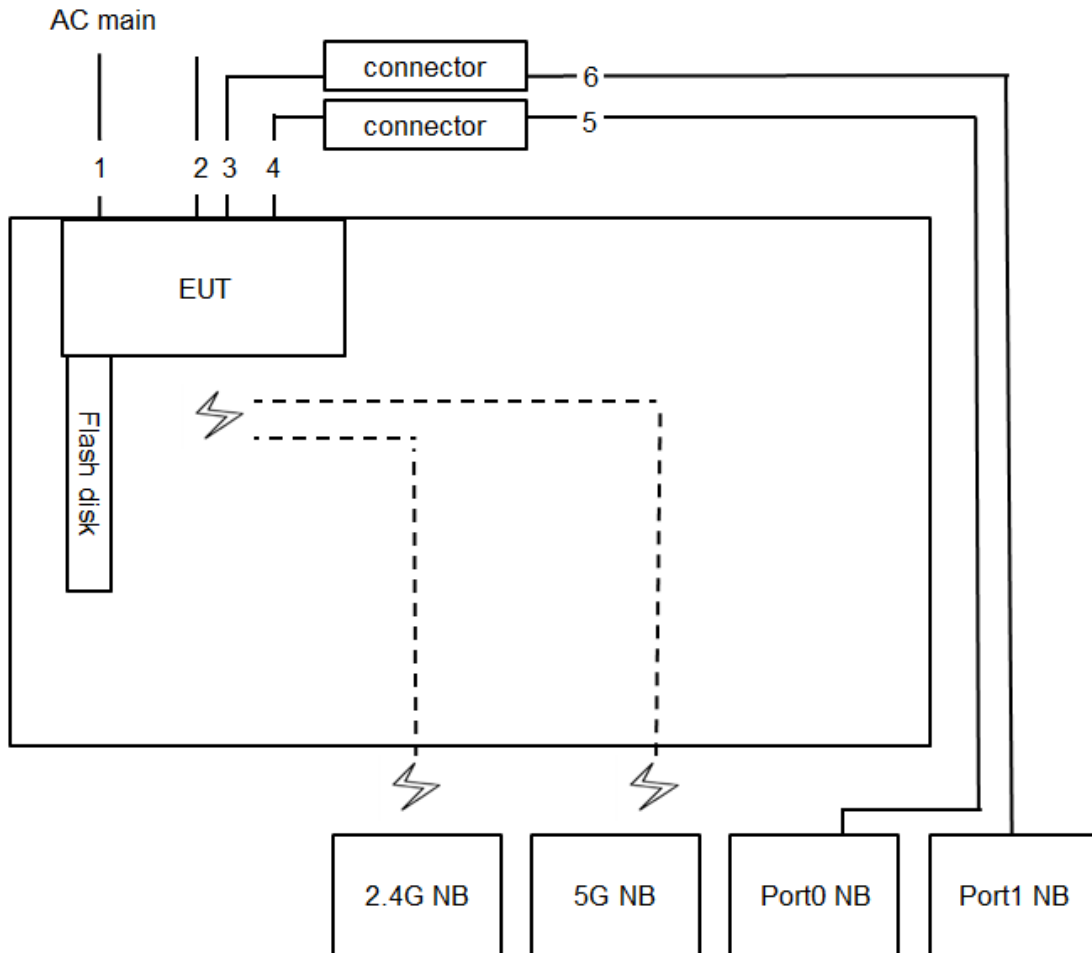 AC main
connector
6
connector
5
1
2
3
4
EUT
Flash disk
2.4G NB
5G NB
Port0 NB
Port1 NB